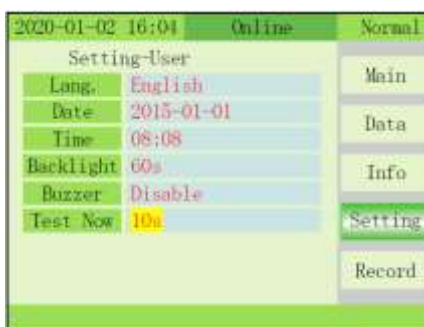 2020-01-02 16:04 Online Normal
Setting-User
Lang. English
Date 2015-01-01
Time 08:08
Backlight 60s
Buzzer Disable
Test Now 10s
Main
Data
Info
Setting
Record